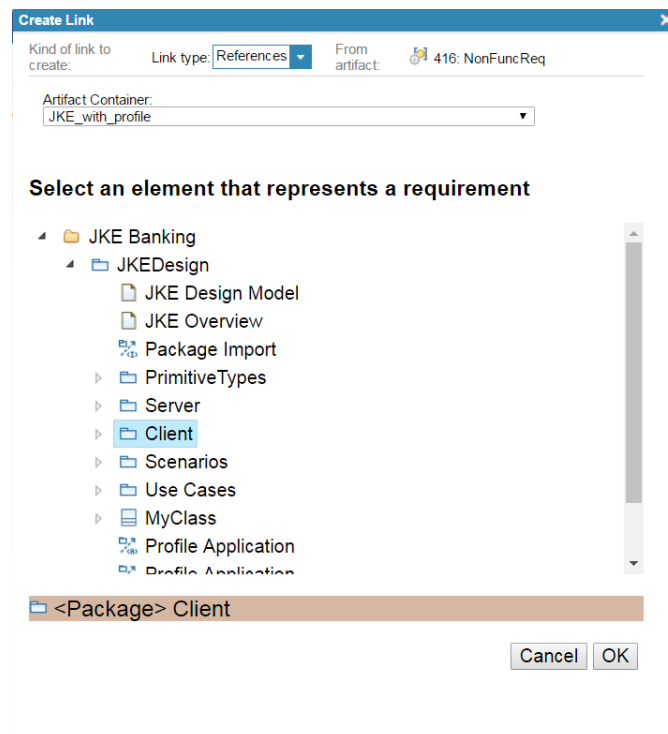 Create Link
Kind of link to create:
Link type: References
From artifact:
416: NonFuncReq
Artifact Container:
JKE_with_profile
Select an element that represents a requirement
JKE Banking
JKEDesign
JKE Design Model
JKE Overview
Package Import
PrimitiveTypes
Server
Client
Scenarios
Use Cases
MyClass
Profile Application
Profile Application
<Package> Client
Cancel OK